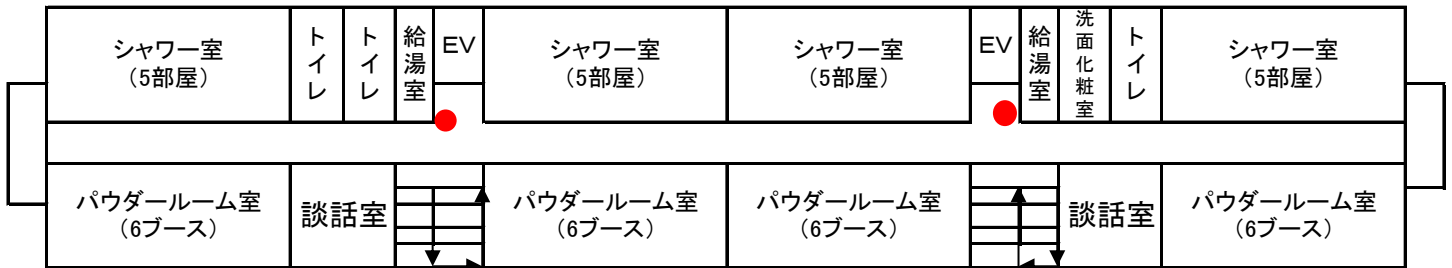 シャワー室
（5部屋）
トイレ
トイレ
給湯室
EV
シャワー室
（5部屋）
シャワー室
（5部屋）
EV
給湯室
洗面化粧室
トイレ
シャワー室
（5部屋）
パウダールーム室
（6ブース）
談話室
パウダールーム室
（6ブース）
パウダールーム室
（6ブース）
談話室
パウダールーム室
（6ブース）